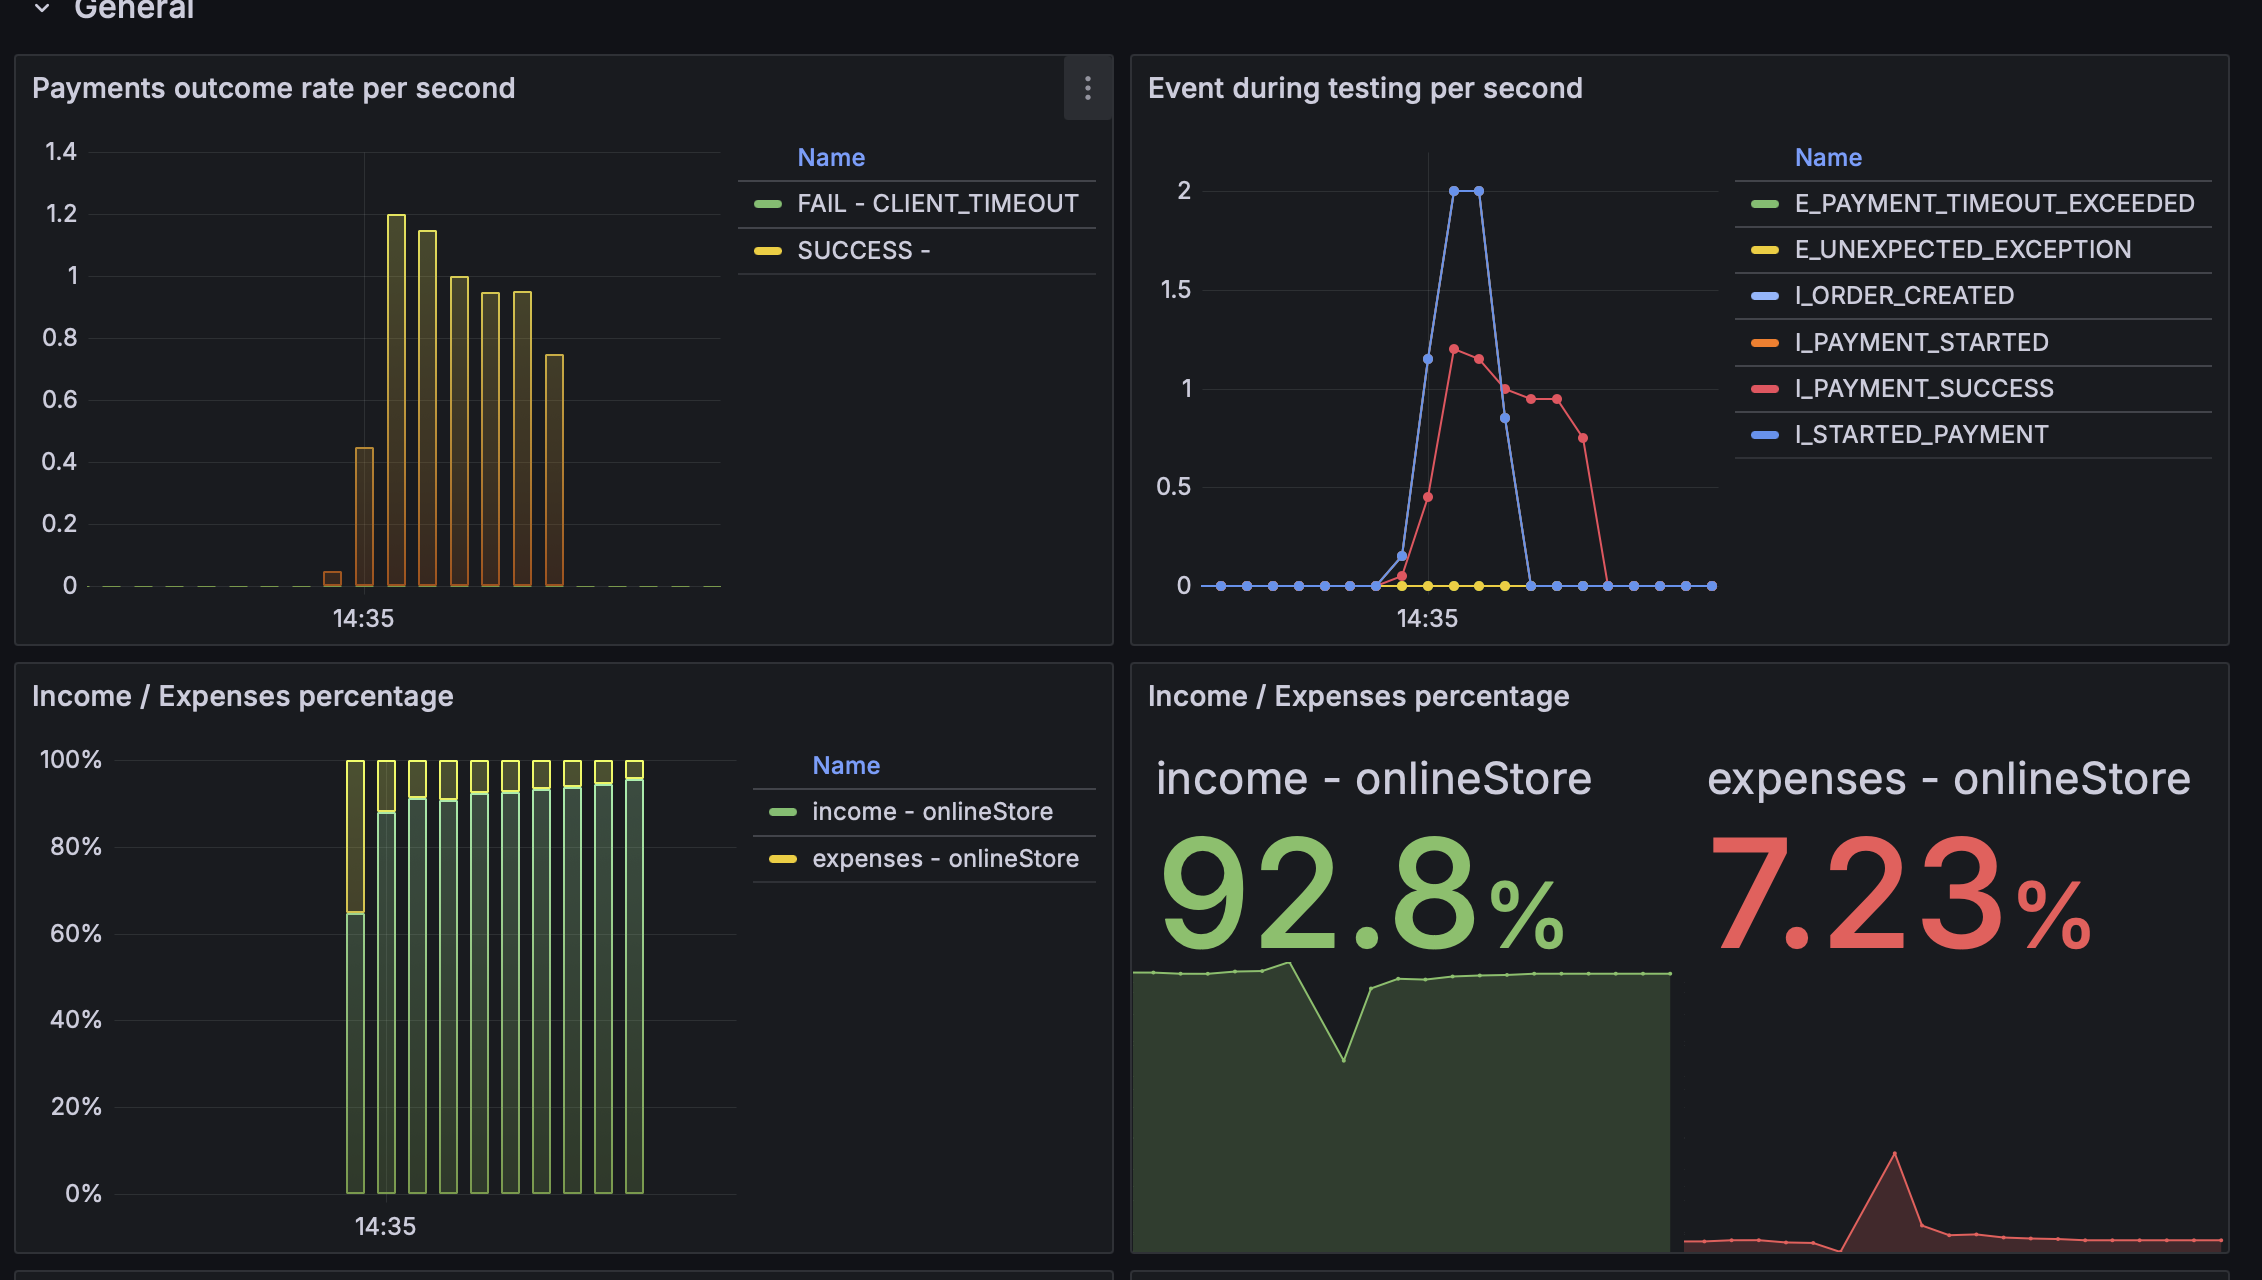 General
Payments outcome rate per second
1.4
1.2
1
0.8
0.6
0.4
0.2
0
14:35
Name
FAIL - CLIENT_TIMEOUT
SUCCESS -
Event during testing per second
2
1.5
1
0.5
0
14:35
Name
E_PAYMENT_TIMEOUT_EXCEEDED
E_UNEXPECTED_EXCEPTION
I_ORDER_CREATED
I_PAYMENT_STARTED
I_PAYMENT_SUCCESS
I_STARTED_PAYMENT
Income / Expenses percentage
100%
80%
60%
40%
20%
0%
14:35
Name
income - onlineStore
expenses - onlineStore
Income / Expenses percentage
income - onlineStore
92.8%
expenses - onlineStore
7.23%